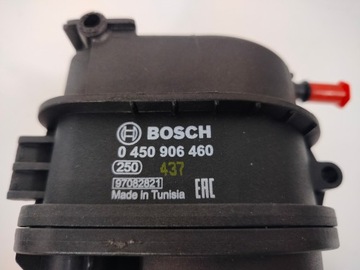 BOSCH
0 450 906 460
250 437
97082821 EAC
Made in Tunisia